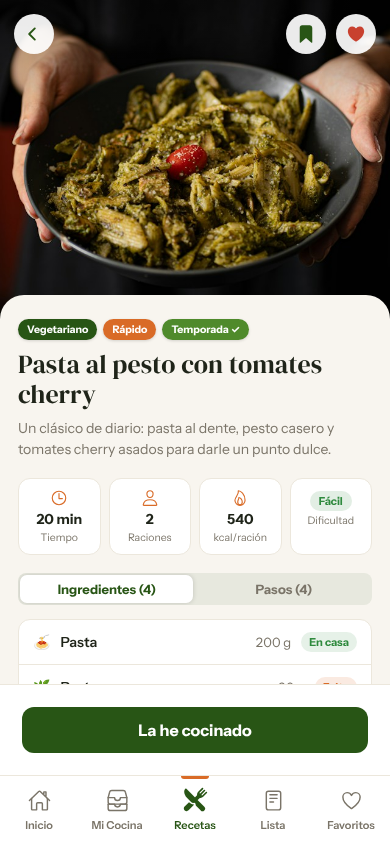 Vegetariano
Rápido
Temporada ✓
Pasta al pesto con tomates
cherry
Un clásico de diario: pasta al dente, pesto casero y
tomates cherry asados para darle un punto dulce.
20 min
Tiempo
2
Raciones
540
kcal/ración
Fácil
Dificultad
Ingredientes (4)
Pasos (4)
Pasta
200 g
En casa
La he cocinado
Inicio
Mi Cocina
Recetas
Lista
Favoritos